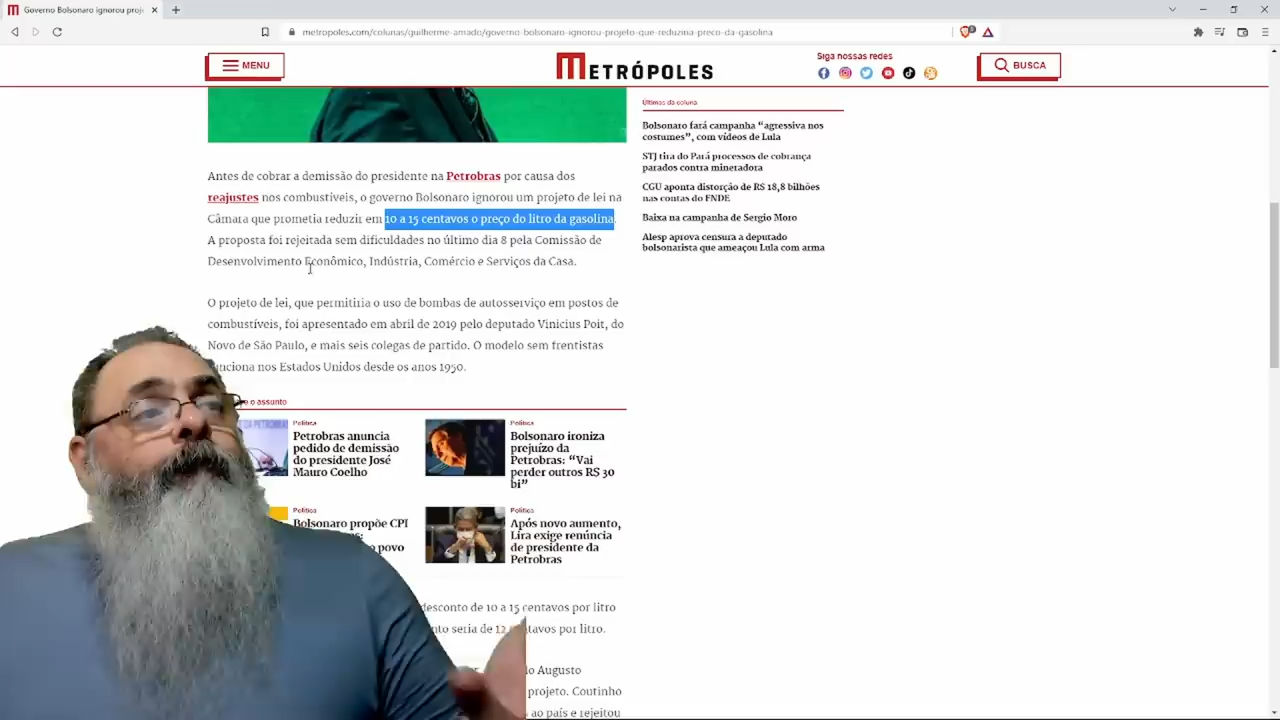 Governo Bolsonaro ignorou proje
metropoles.com/colunas/guilherme-amado/governo-bolsonaro-ignorou-projeto-que-reduziria-preco-da-gasolina
MENU
METRÓPOLES
Siga nossas redes
BUSCA
Antes de cobrar a demissão do presidente na Petrobras por causa dos
reajustes nos combustíveis, o governo Bolsonaro ignorou um projeto de lei na
Câmara que prometia reduzir em 10 a 15 centavos o preço do litro da gasolina.
A proposta foi rejeitada sem dificuldades no último dia 8 pela Comissão de
Desenvolvimento Econômico, Indústria, Comércio e Serviços da Casa.
O projeto de lei, que permitiria o uso de bombas de autosserviço em postos de
combustíveis, foi apresentado em abril de 2019 pelo deputado Vinicius Poit, do
Novo de São Paulo, e mais seis colegas de partido. O modelo sem frentistas
funciona nos Estados Unidos desde os anos 1950.
e o assunto
Política
Petrobras anuncia
pedido de demissão
do presidente José
Mauro Coelho
Política
Bolsonaro ironiza
prejuízo da
Petrobras: “Vai
perder outros R$ 30
bi”
Política
Bolsonaro propõe CPI
o povo
Política
Após novo aumento,
Lira exige renúncia
de presidente da
Petrobras
desconto de 10 a 15 centavos por litro
seria de 12 centavos por litro.
Augusto
projeto. Coutinho
ao país e rejeitou
Últimas da coluna
Bolsonaro fará campanha “agressiva nos
costumes”, com vídeos de Lula
STJ tira do Pará processos de cobrança
parados contra mineradora
CGU aponta distorção de R$ 18,8 bilhões
nas contas do FNDE
Baixa na campanha de Sergio Moro
Alesp aprova censura a deputado
bolsonarista que ameaçou Lula com arma